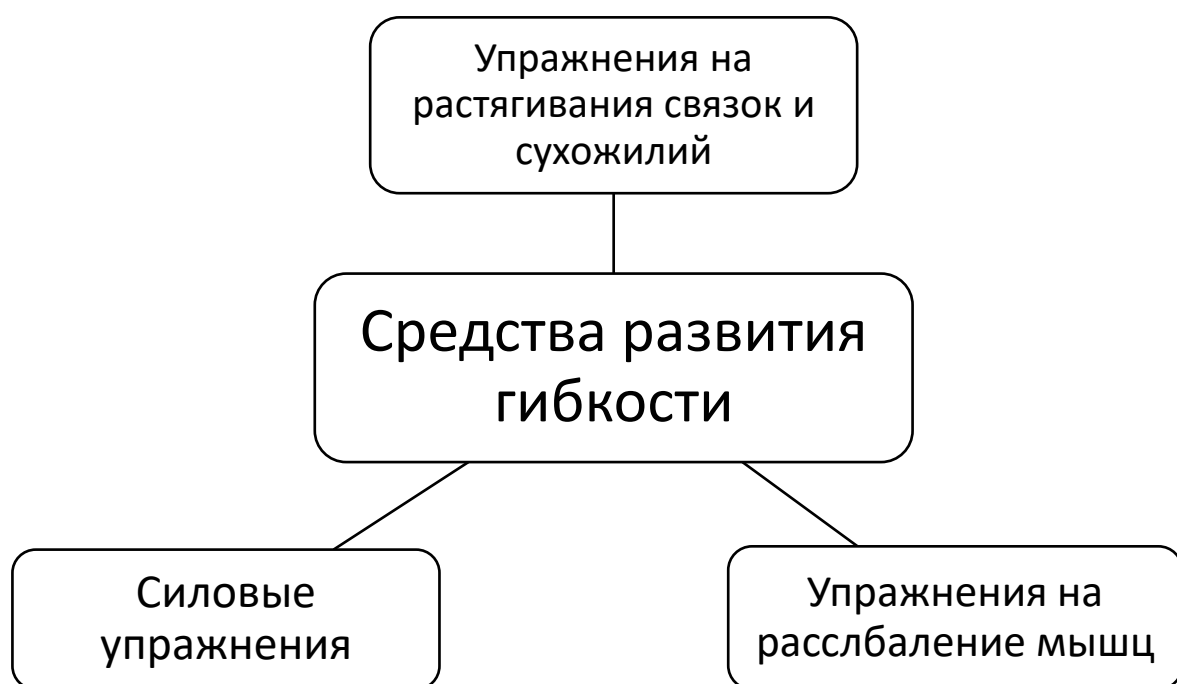 Упражнения на
растягивания связок и
сухожилий
Средства развития
гибкости
Силовые
упражнения
Упражнения на
расслбаление мышц